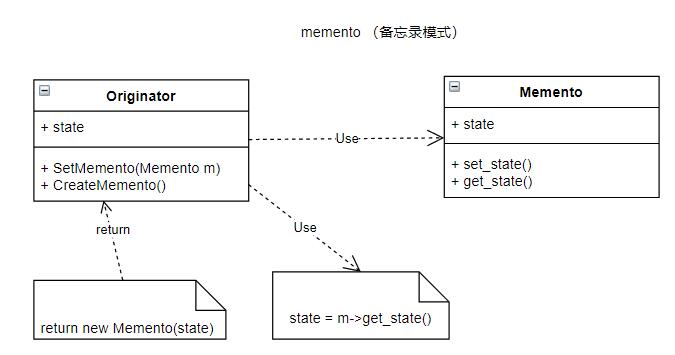 memento （备忘录模式）
Originator
+ state
+ SetMemento(Memento m)
+ CreateMemento()
Use
Memento
+ state
+ set_state()
+ get_state()
return
Use
return new Memento(state)
state = m->get_state()